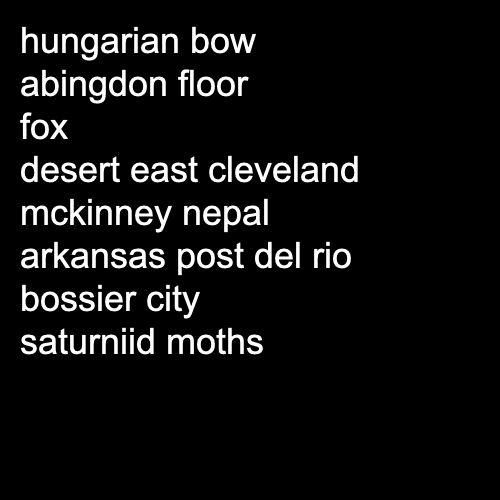 hungarian bow
abingdon floor
fox
desert east cleveland
mckinney nepal
arkansas post del rio
bossier city
saturniid moths